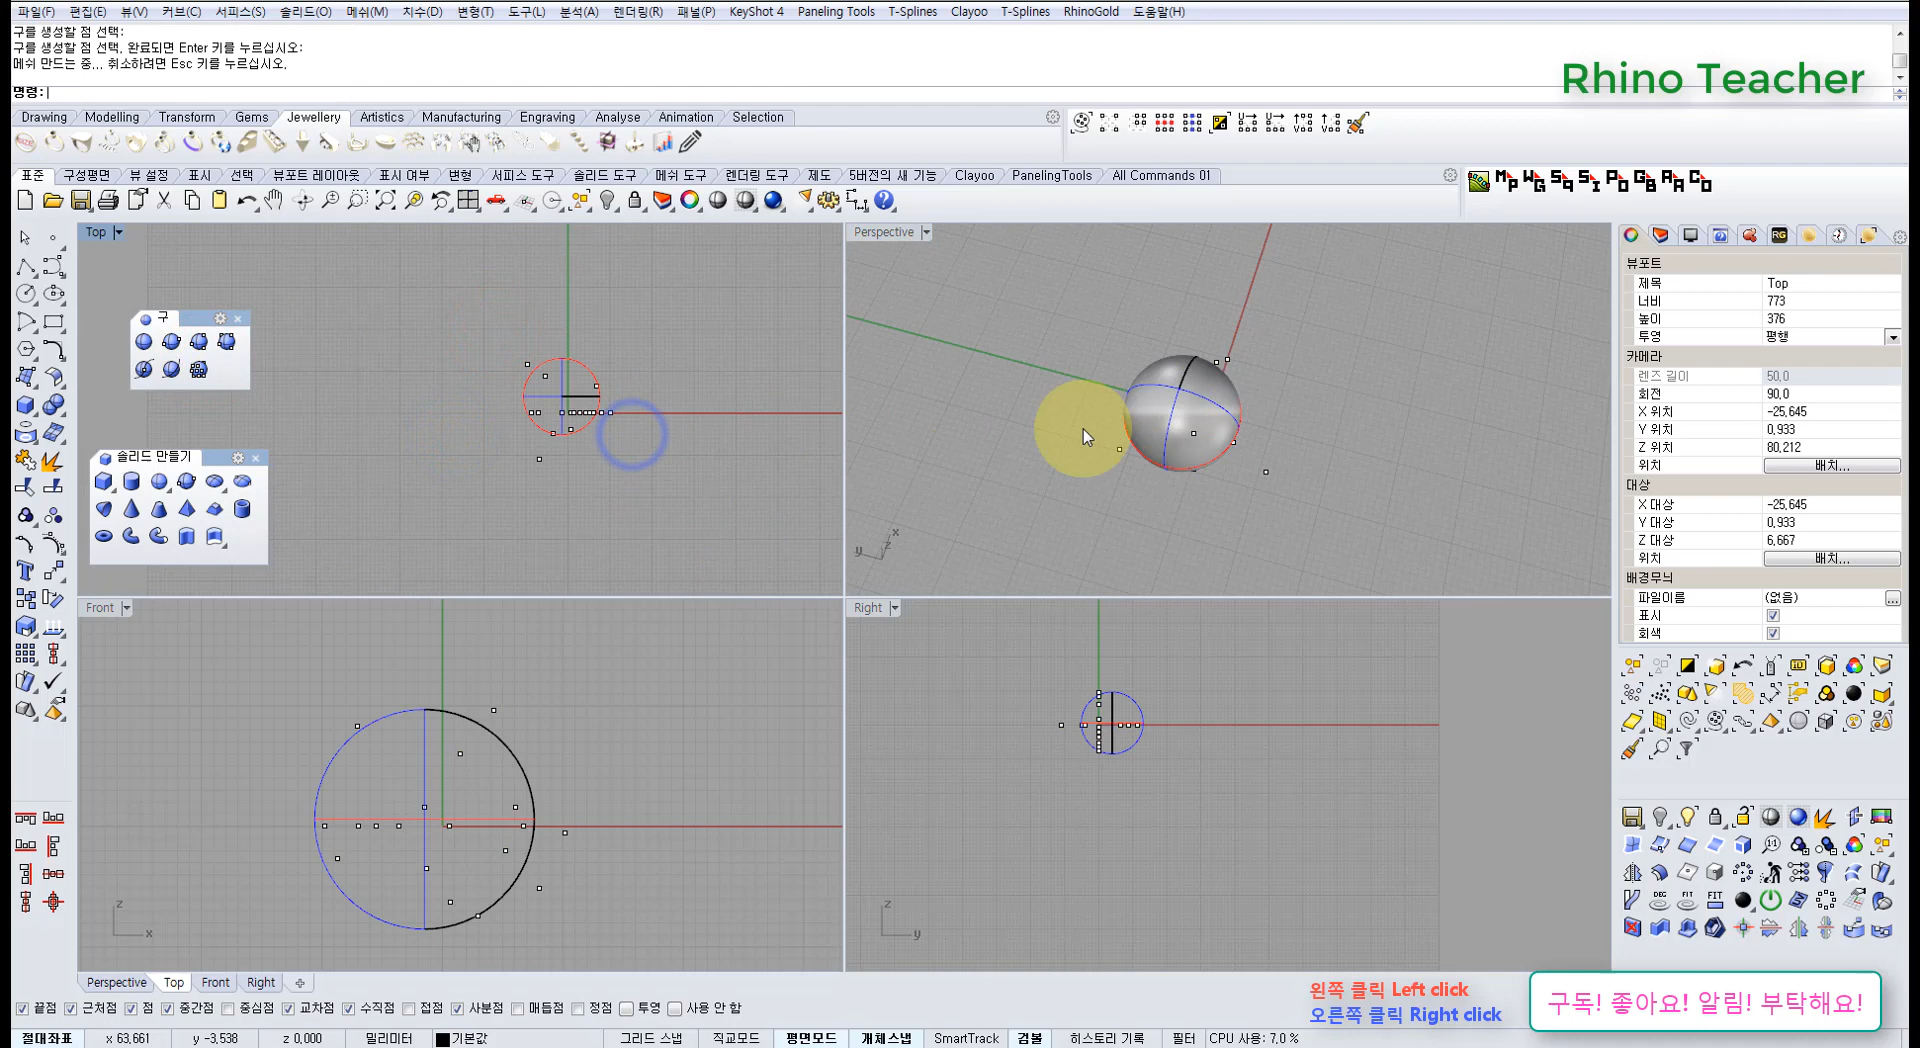 파일(F) 편집(E) 뷰(V) 커브(C) 서피스(S) 솔리드(O) 메쉬(M) 치수(D) 변형(T) 도구(L) 분석(A) 렌더링(R) 패널(P) KeyShot 4 Paneling Tools T-Splines Clayoo T-Splines RhinoGold 도움말(H)
구를 생성할 점 선택:
구를 생성할 점 선택. 완료되면 Enter 키를 누르십시오:
메쉬 만드는 중... 취소하려면 Esc 키를 누르십시오.
명령:
Rhino Teacher
Drawing Modelling Transform Gems Jewellery Artistics Manufacturing Engraving Analyse Animation Selection
표준 구성평면 뷰 설정 표시 선택 뷰포트 레이아웃 표시 여부 변형 서피스 도구 솔리드 도구 메쉬 도구 렌더링 도구 제도 5버전의 새 기능 Clayoo PanelingTools All Commands 01
Top
Perspective
구
솔리드 만들기
x
y
z
Front
z
x
Right
z
y
뷰포트
제목 Top
너비 773
높이 376
투영 평행
카메라
렌즈 길이 50.0
회전 90.0
X 위치 -25.645
Y 위치 0.933
Z 위치 80.212
위치 배치...
대상
X 대상 -25.645
Y 대상 0.933
Z 대상 6.667
위치 배치...
배경무늬
파일이름 (없음) ...
표시
회색
Perspective Top Front Right
끝점 근처점 점 중간점 중심점 교차점 수직점 접점 사분점 매듭점 정점 투영 사용 안 함
왼쪽 클릭 Left click
오른쪽 클릭 Right click
구독! 좋아요! 알림! 부탁해요!
절대좌표 x 63.661 y -3.538 z 0.000 밀리미터 기본값 그리드 스냅 직교모드 평면모드 개체스냅 SmartTrack 검볼 히스토리 기록 필터 CPU 사용: 7.0 %